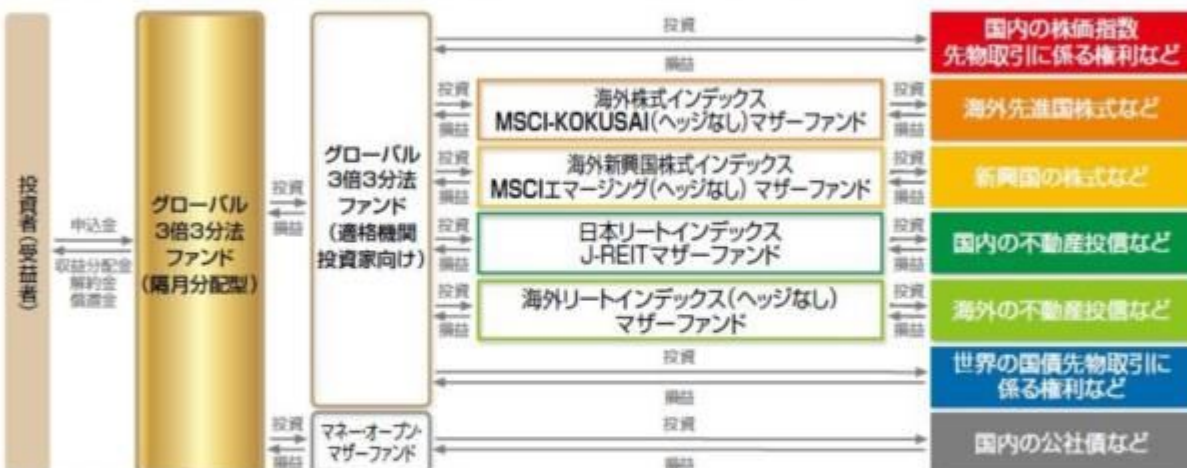 投資者(受益者)
申込金
収益分配金
解約金
償還金
グローバル
3倍3分法
ファンド
(隔月分配型)
投資
損益
グローバル
3倍3分法
ファンド
(適格機関
投資家向け)
投資
損益
国内の株価指数
先物取引に係る権利など
投資
損益
海外株式インデックス
MSCI-KOKUSAI(ヘッジなし)マザーファンド
投資
損益
海外先進国株式など
投資
損益
海外新興国株式インデックス
MSCIエマージング(ヘッジなし) マザーファンド
投資
損益
新興国の株式など
投資
損益
日本リートインデックス
J-REITマザーファンド
投資
損益
国内の不動産投信など
投資
損益
海外リートインデックス(ヘッジなし)
マザーファンド
投資
損益
海外の不動産投信など
投資
損益
世界の国債先物取引に
係る権利など
投資
損益
マネー・オープン・
マザーファンド
投資
損益
国内の公社債など